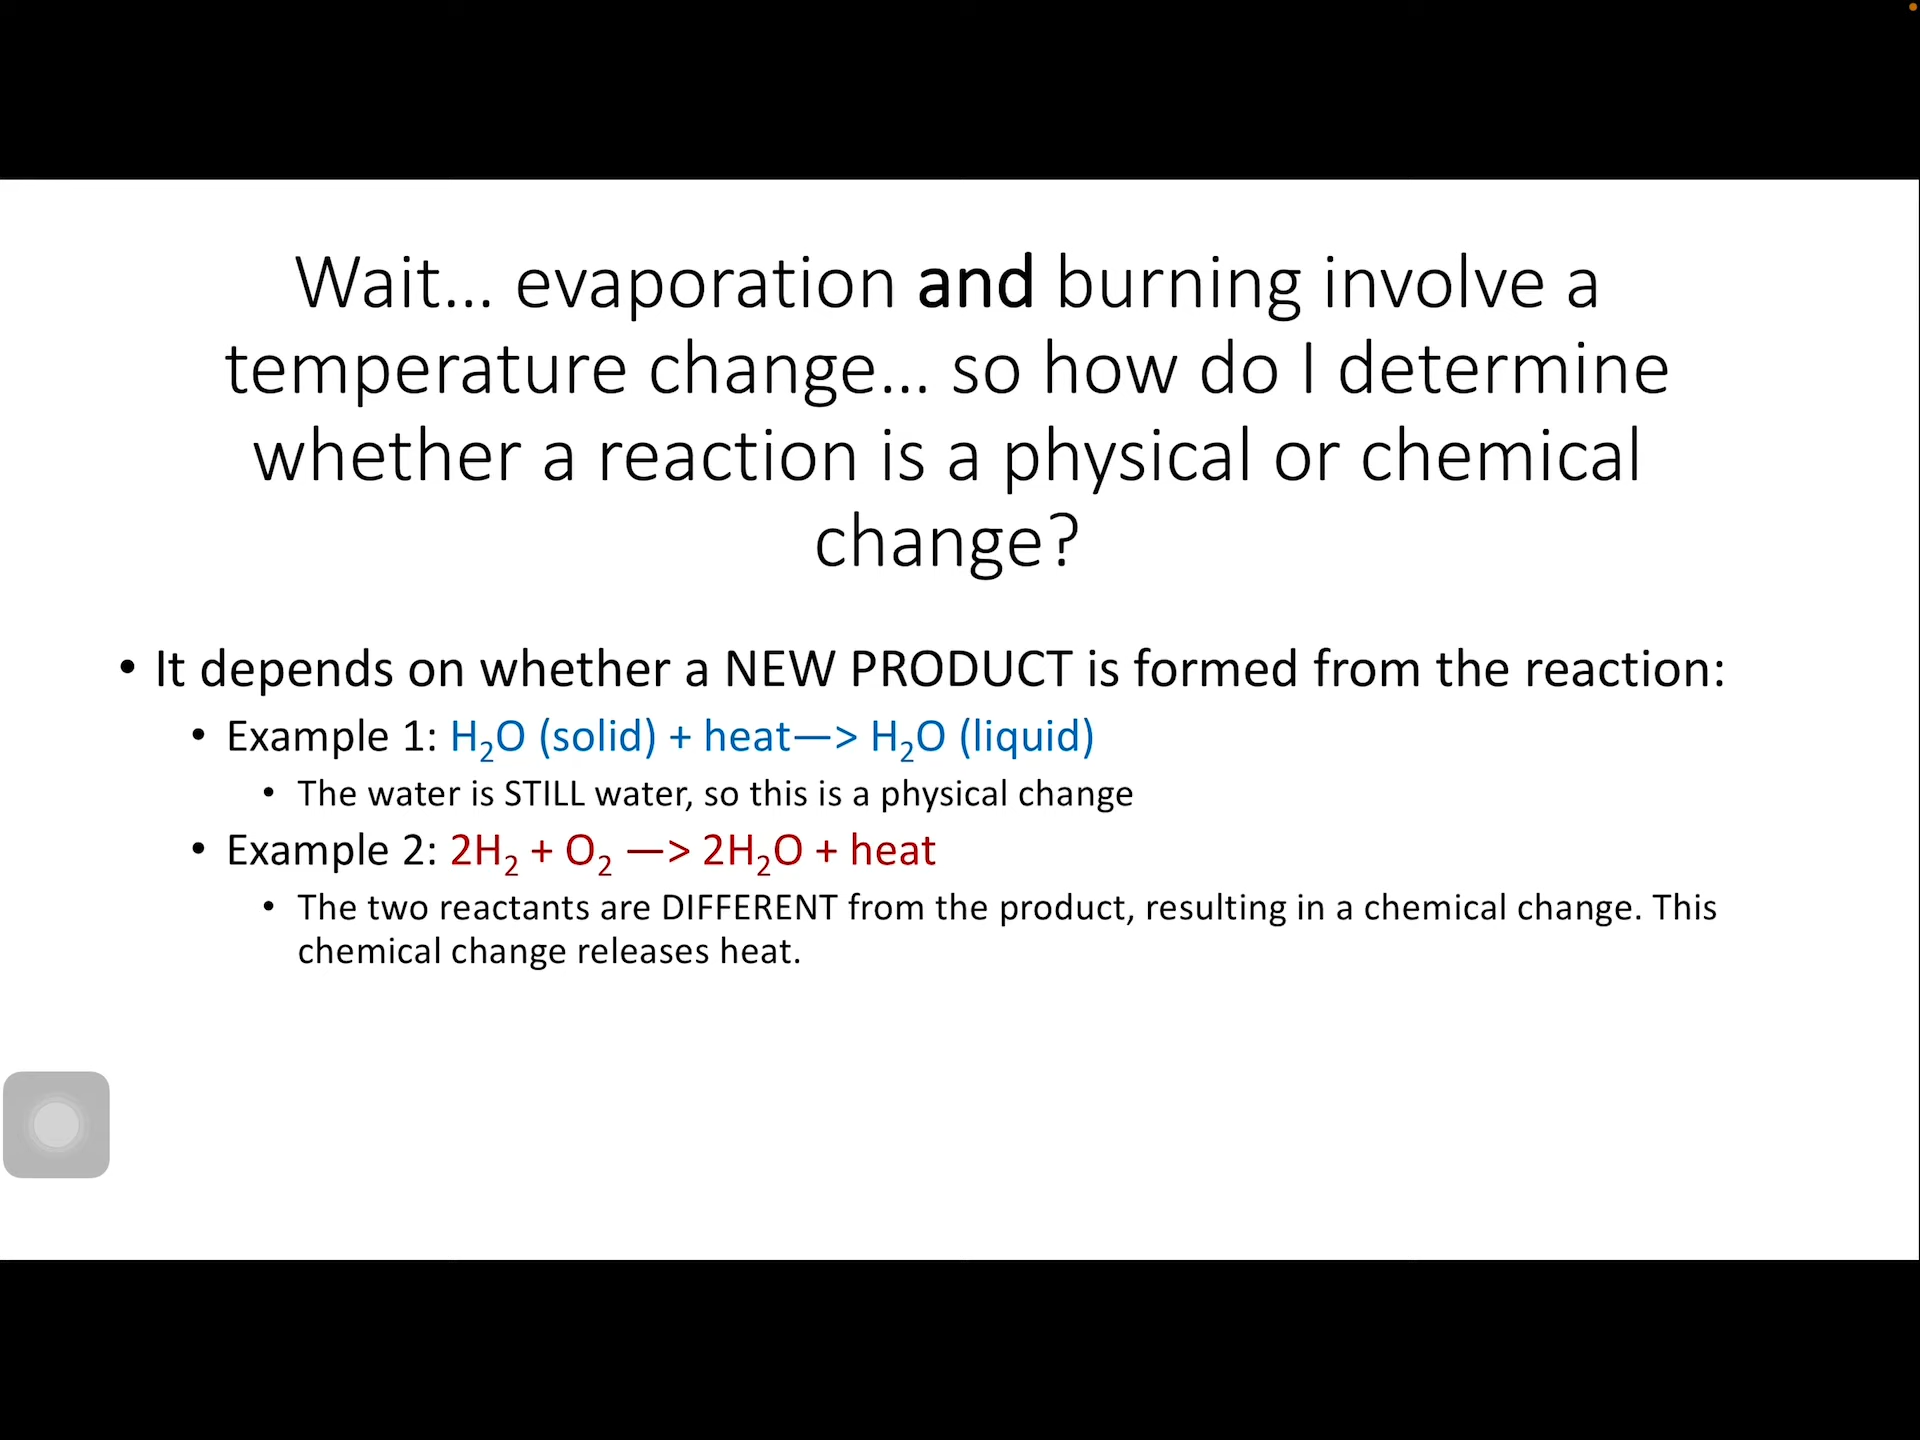 Wait... evaporation and burning involve a
temperature change... so how do I determine
whether a reaction is a physical or chemical
change?
• It depends on whether a NEW PRODUCT is formed from the reaction:
• Example 1: H₂O (solid) + heat—> H₂O (liquid)
• The water is STILL water, so this is a physical change
• Example 2: 2H₂ + O₂ —> 2H₂O + heat
• The two reactants are DIFFERENT from the product, resulting in a chemical change. This
chemical change releases heat.